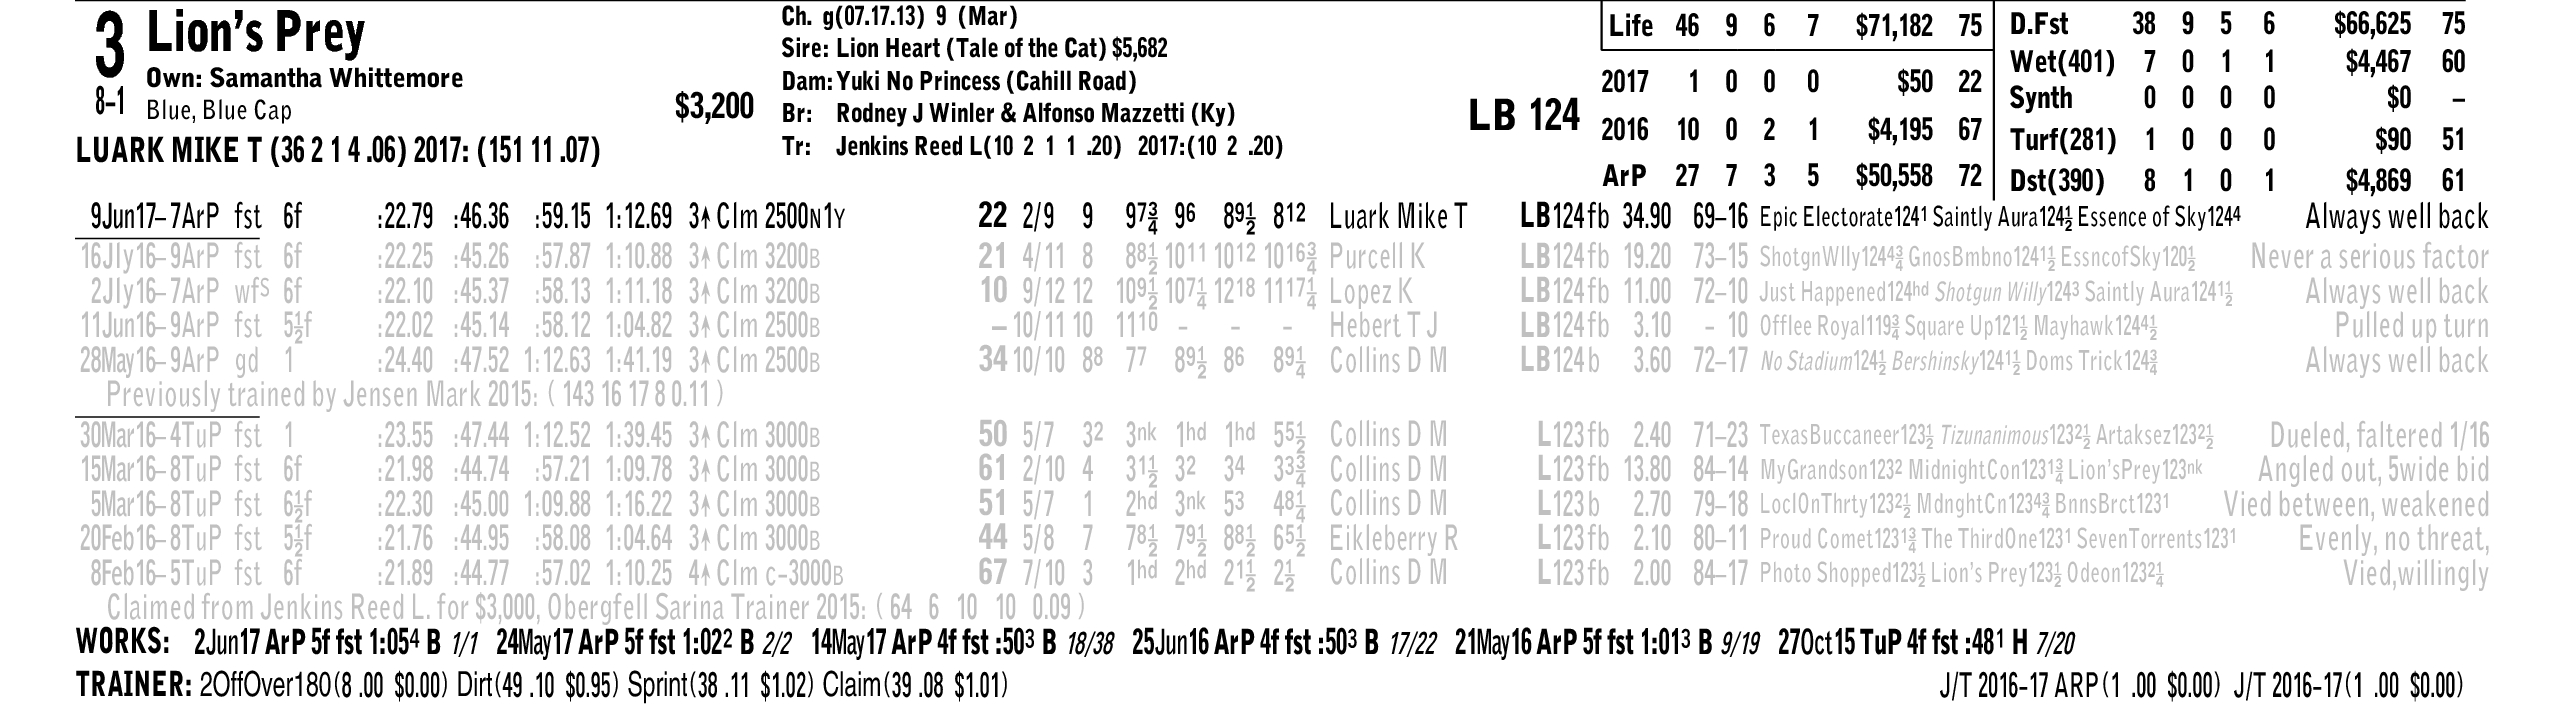 3 Lion's Prey
Own: Samantha Whittemore
8-1 Blue, Blue Cap $3,200
LUARK MIKE T (36 2 1 4 .06) 2017: (151 11 .07)
Ch. g(07.17.13) 9 (Mar)
Sire: Lion Heart (Tale of the Cat) $5,682
Dam: Yuki No Princess (Cahill Road)
Br: Rodney J Winler & Alfonso Mazzetti (Ky)
Tr: Jenkins Reed L(10 2 1 1 .20) 2017:(10 2 .20)
LB 124
Life 46 9 6 7 $71,182 75
2017 1 0 0 0 $50 22
2016 10 0 2 1 $4,195 67
ArP 27 7 3 5 $50,558 72
D.Fst 38 9 5 6 $66,625 75
Wet(401) 7 0 1 1 $4,467 60
Synth 0 0 0 0 $0 –
Turf(281) 1 0 0 0 $90 51
Dst(390) 8 1 0 1 $4,869 61
9Jun17–7ArP fst 6f :22.79 :46.36 :59.15 1:12.69 3↑ Clm 2500N1Y 22 2/9 9 97¾ 96 89½ 812 Luark Mike T LB124fb 34.90 69–16 Epic Electorate1241 Saintly Aura124½ Essence of Sky1244 Always well back
16Jly16–9ArP fst 6f :22.25 :45.26 :57.87 1:10.88 3↑ Clm 3200B 21 4/11 8 88½ 1011 1012 1016¾ Purcell K LB124fb 19.20 73–15 ShotgnWlly1244¾ GnosBmbno1241½ EssncofSky120½ Never a serious factor
2Jly16–7ArP wfS 6f :22.10 :45.37 :58.13 1:11.18 3↑ Clm 3200B 10 9/12 12 109½ 107¼ 1218 1117¼ Lopez K LB124fb 11.00 72–10 Just Happened124hd Shotgun Willy1243 Saintly Aura1241½ Always well back
11Jun16–9ArP fst 5½f :22.02 :45.14 :58.12 1:04.82 3↑ Clm 2500B – 10/11 10 1110 - - - Hebert T J LB124fb 3.10 - 10 Offlee Royal119¾ Square Up121½ Mayhawk1244½ Pulled up turn
28May16–9ArP gd 1 :24.40 :47.52 1:12.63 1:41.19 3↑ Clm 2500B 34 10/10 88 77 89½ 86 89¼ Collins D M LB124b 3.60 72–17 No Stadium124½ Bershinsky1241½ Doms Trick124¾ Always well back
Previously trained by Jensen Mark 2015: ( 143 16 17 8 0.11 )
30Mar16–4TuP fst 1 :23.55 :47.44 1:12.52 1:39.45 3↑ Clm 3000B 50 5/7 32 3nk 1hd 1hd 55½ Collins D M L123fb 2.40 71–23 TexasBuccaneer123½ Tizunanimous1232½ Artaksez1232½ Dueled, faltered 1/16
15Mar16–8TuP fst 6f :21.98 :44.74 :57.21 1:09.78 3↑ Clm 3000B 61 2/10 4 31½ 32 34 33¾ Collins D M L123fb 13.80 84–14 MyGrandson1232 MidnightCon1231¾ Lion'sPrey123nk Angled out, 5wide bid
5Mar16–8TuP fst 6½f :22.30 :45.00 1:09.88 1:16.22 3↑ Clm 3000B 51 5/7 1 2hd 3nk 53 48¼ Collins D M L123b 2.70 79–18 LoclOnThrty1232½ MdnghtCn1234¾ BnnsBrct1231 Vied between, weakened
20Feb16–8TuP fst 5½f :21.76 :44.95 :58.08 1:04.64 3↑ Clm 3000B 44 5/8 7 78½ 79½ 88½ 65½ Eikleberry R L123fb 2.10 80–11 Proud Comet1231¾ The ThirdOne1231 SevenTorrents1231 Evenly, no threat,
8Feb16–5TuP fst 6f :21.89 :44.77 :57.02 1:10.25 4↑ Clm c-3000B 67 7/10 3 1hd 2hd 21½ 2½ Collins D M L123fb 2.00 84–17 Photo Shopped123½ Lion's Prey123½ Odeon1232¼ Vied,willingly
Claimed from Jenkins Reed L. for $3,000, Obergfell Sarina Trainer 2015: ( 64 6 10 10 0.09 )
WORKS: 2Jun17 ArP 5f fst 1:054 B 1/1 24May17 ArP 5f fst 1:022 B 2/2 14May17 ArP 4f fst :503 B 18/38 25Jun16 ArP 4f fst :503 B 17/22 21May16 ArP 5f fst 1:013 B 9/19 27Oct15 TuP 4f fst :481 H 7/20
TRAINER: 2OffOver180(8 .00 $0.00) Dirt(49 .10 $0.95) Sprint(38 .11 $1.02) Claim(39 .08 $1.01) J/T 2016-17 ARP(1 .00 $0.00) J/T 2016-17(1 .00 $0.00)